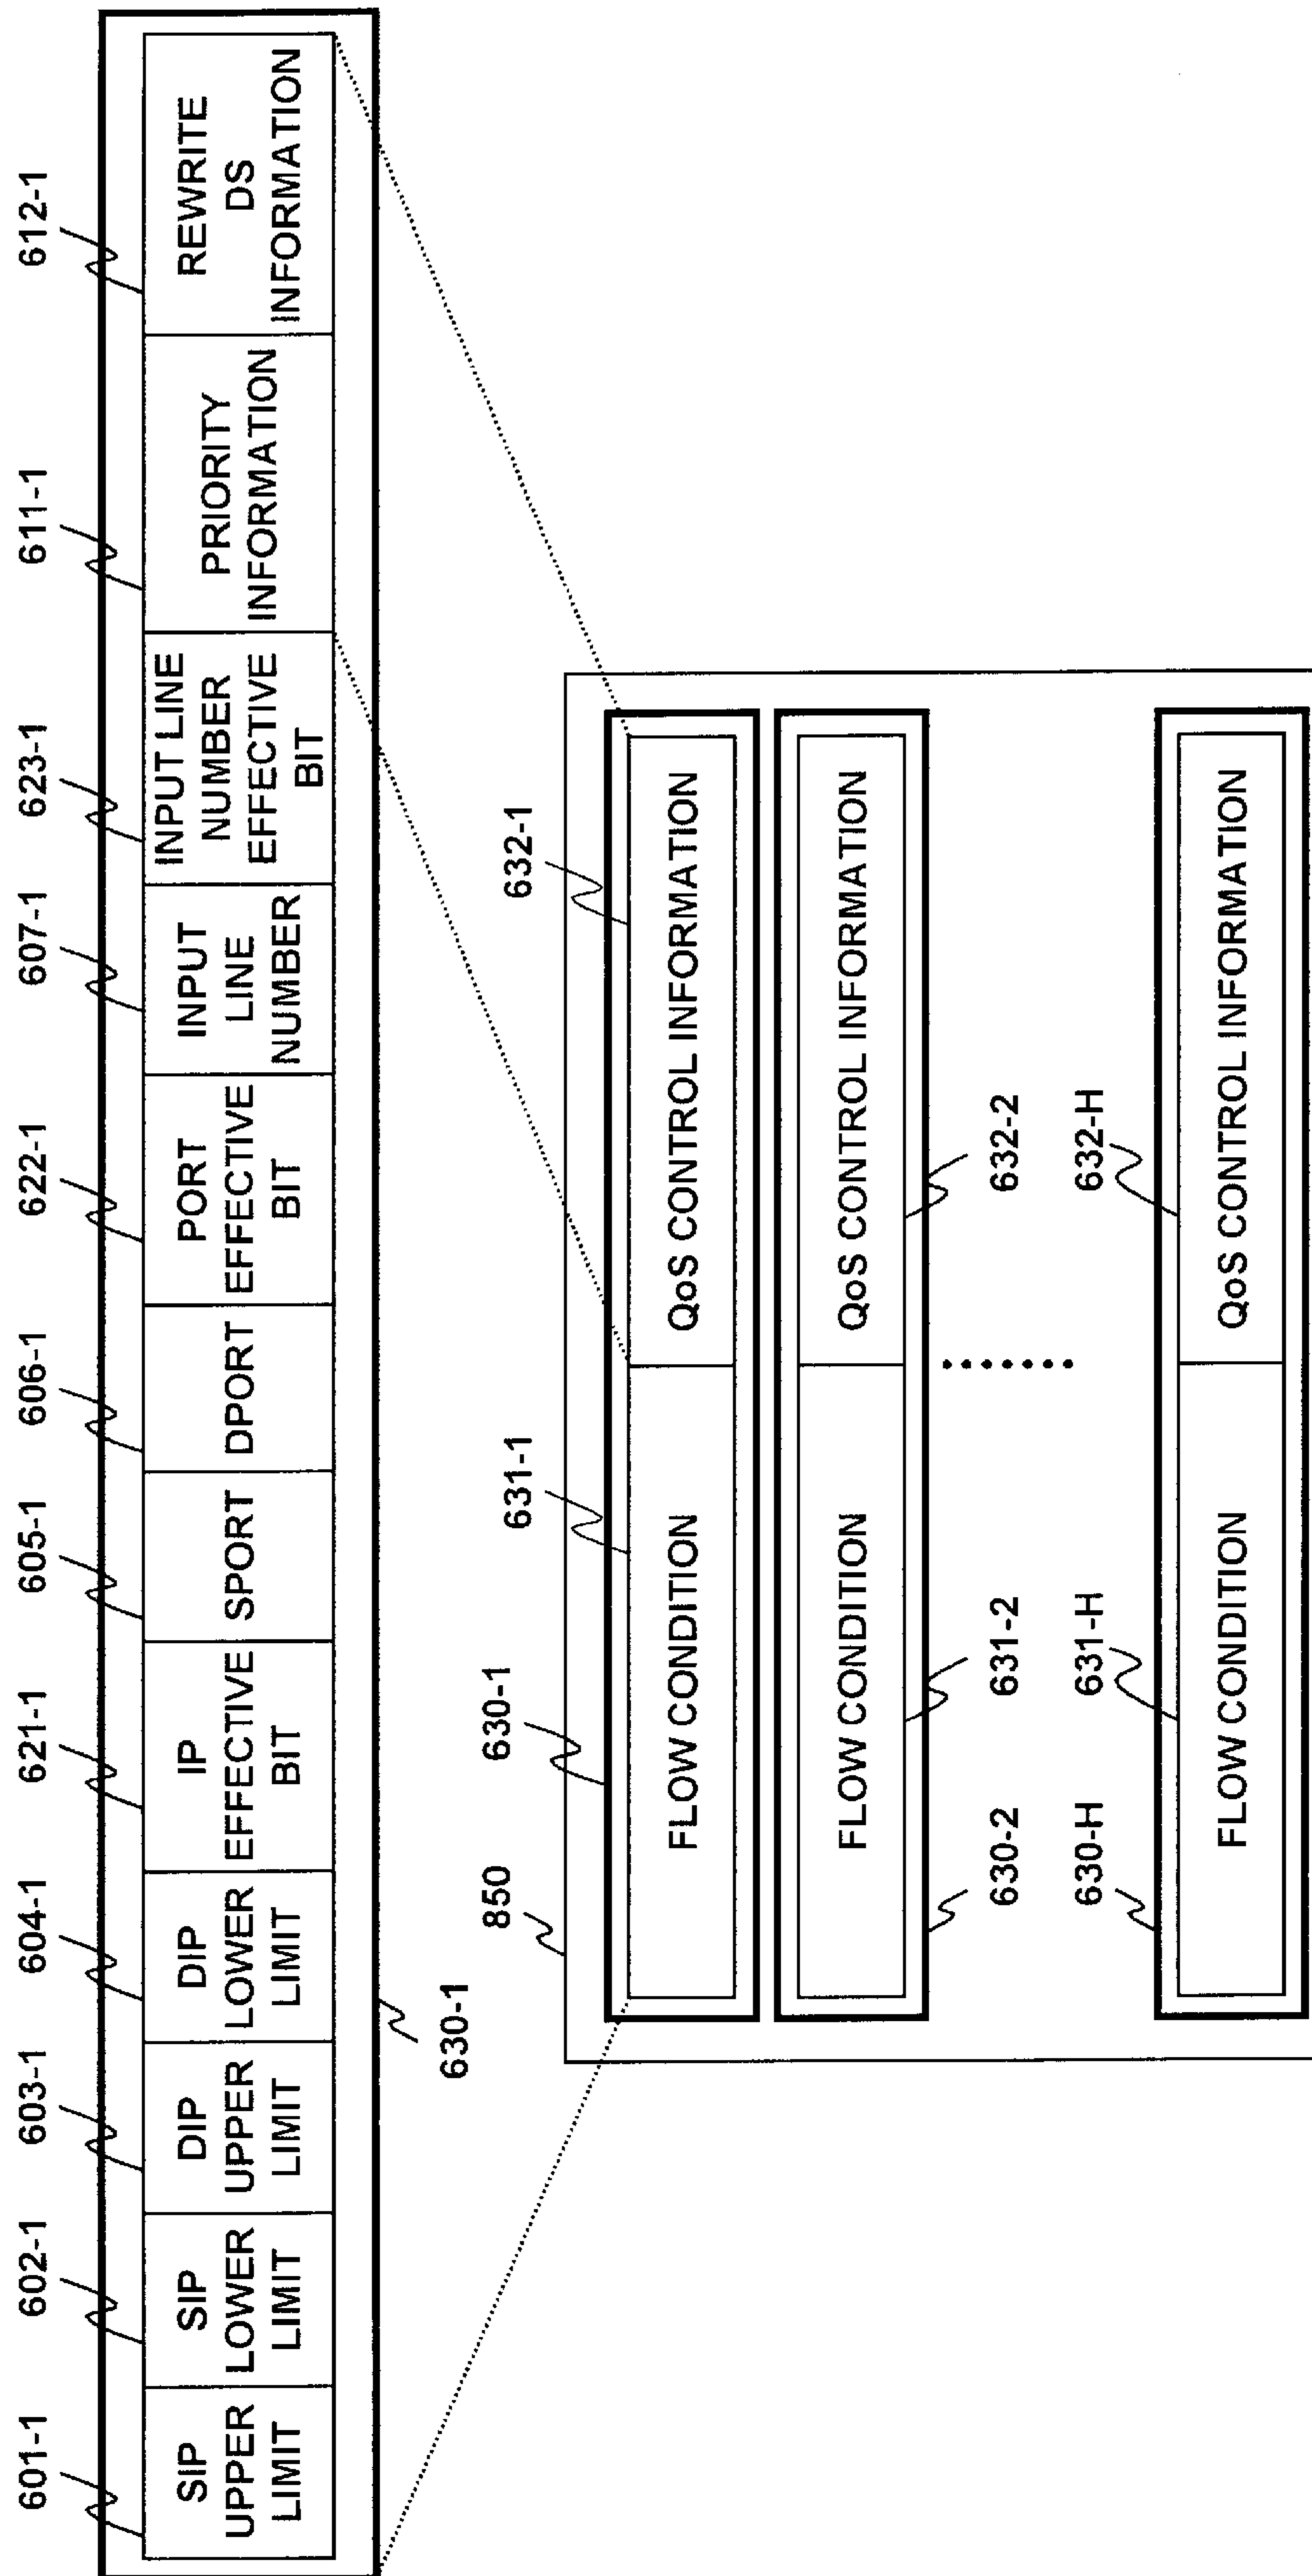 601-1
602-1
603-1
604-1
621-1
605-1
606-1
622-1
607-1
623-1
611-1
612-1
SIP
UPPER
LIMIT
SIP
LOWER
LIMIT
DIP
UPPER
LIMIT
DIP
LOWER
LIMIT
IP
EFFECTIVE
BIT
SPORT
DPORT
PORT
EFFECTIVE
BIT
INPUT
LINE
NUMBER
INPUT LINE
NUMBER
EFFECTIVE
BIT
PRIORITY
INFORMATION
REWRITE
DS
INFORMATION
630-1
850
630-1
631-1
632-1
FLOW CONDITION
QoS CONTROL INFORMATION
FLOW CONDITION
QoS CONTROL INFORMATION
630-2
631-2
632-2
630-H
631-H
632-H
FLOW CONDITION
QoS CONTROL INFORMATION